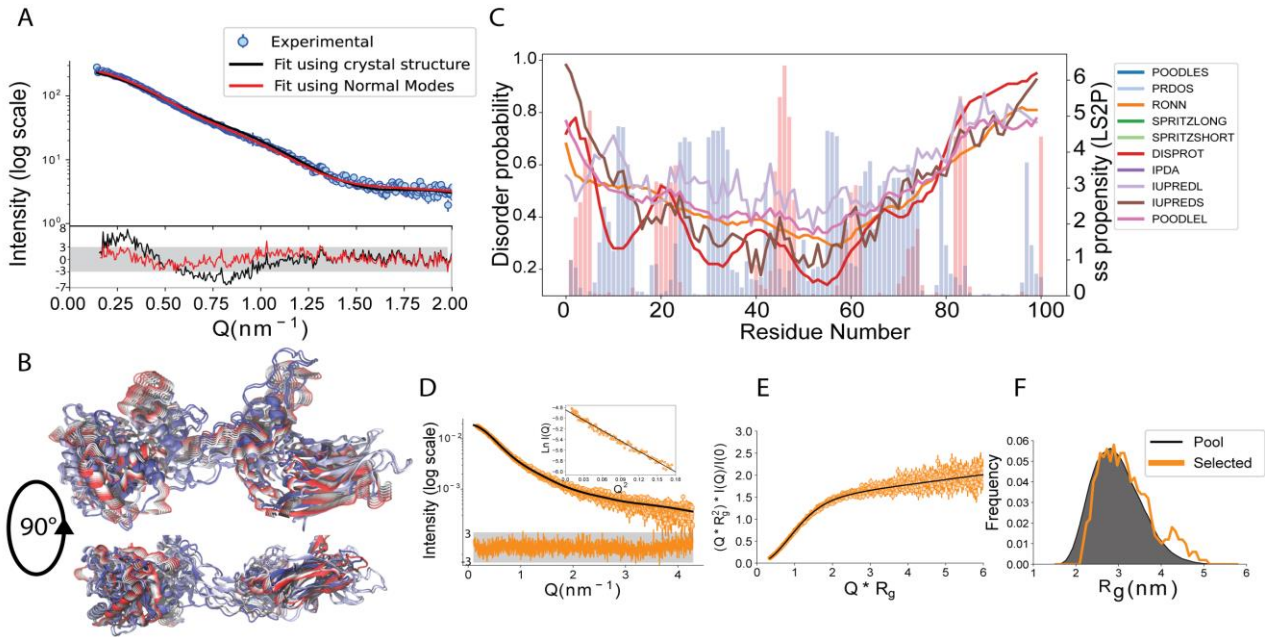 A
Experimental
Fit using crystal structure
Fit using Normal Modes
Intensity (log scale)
10²
10¹
10⁰
8
3
0
-3
-7
0.00 0.25 0.50 0.75 1.00 1.25 1.50 1.75 2.00
Q(nm⁻¹)
B
90°
C
Disorder probability
1.0
0.8
0.6
0.4
0.2
0 20 40 60 80 100
Residue Number
6
5
4
3
2
1
0
ss propensity (LS2P)
POODLES
PRDOS
RONN
SPRITZLONG
SPRITZSHORT
DISPROT
IPDA
IUPREDL
IUPREDS
POODLEL
D
Intensity (log scale)
10⁻²
10⁻³
3
3
0 1 2 3 4
Q(nm⁻¹)
Ln I(Q)
Q²
E
(Q * R_g²) * I(Q)/I(0)
3.0
2.5
2.0
1.5
1.0
0.5
0.0
0 1 2 3 4 5 6
Q * R_g
F
Pool
Selected
Frequency
0.06
0.05
0.04
0.03
0.02
0.01
0.00
1 2 3 4 5 6
R_g(nm)